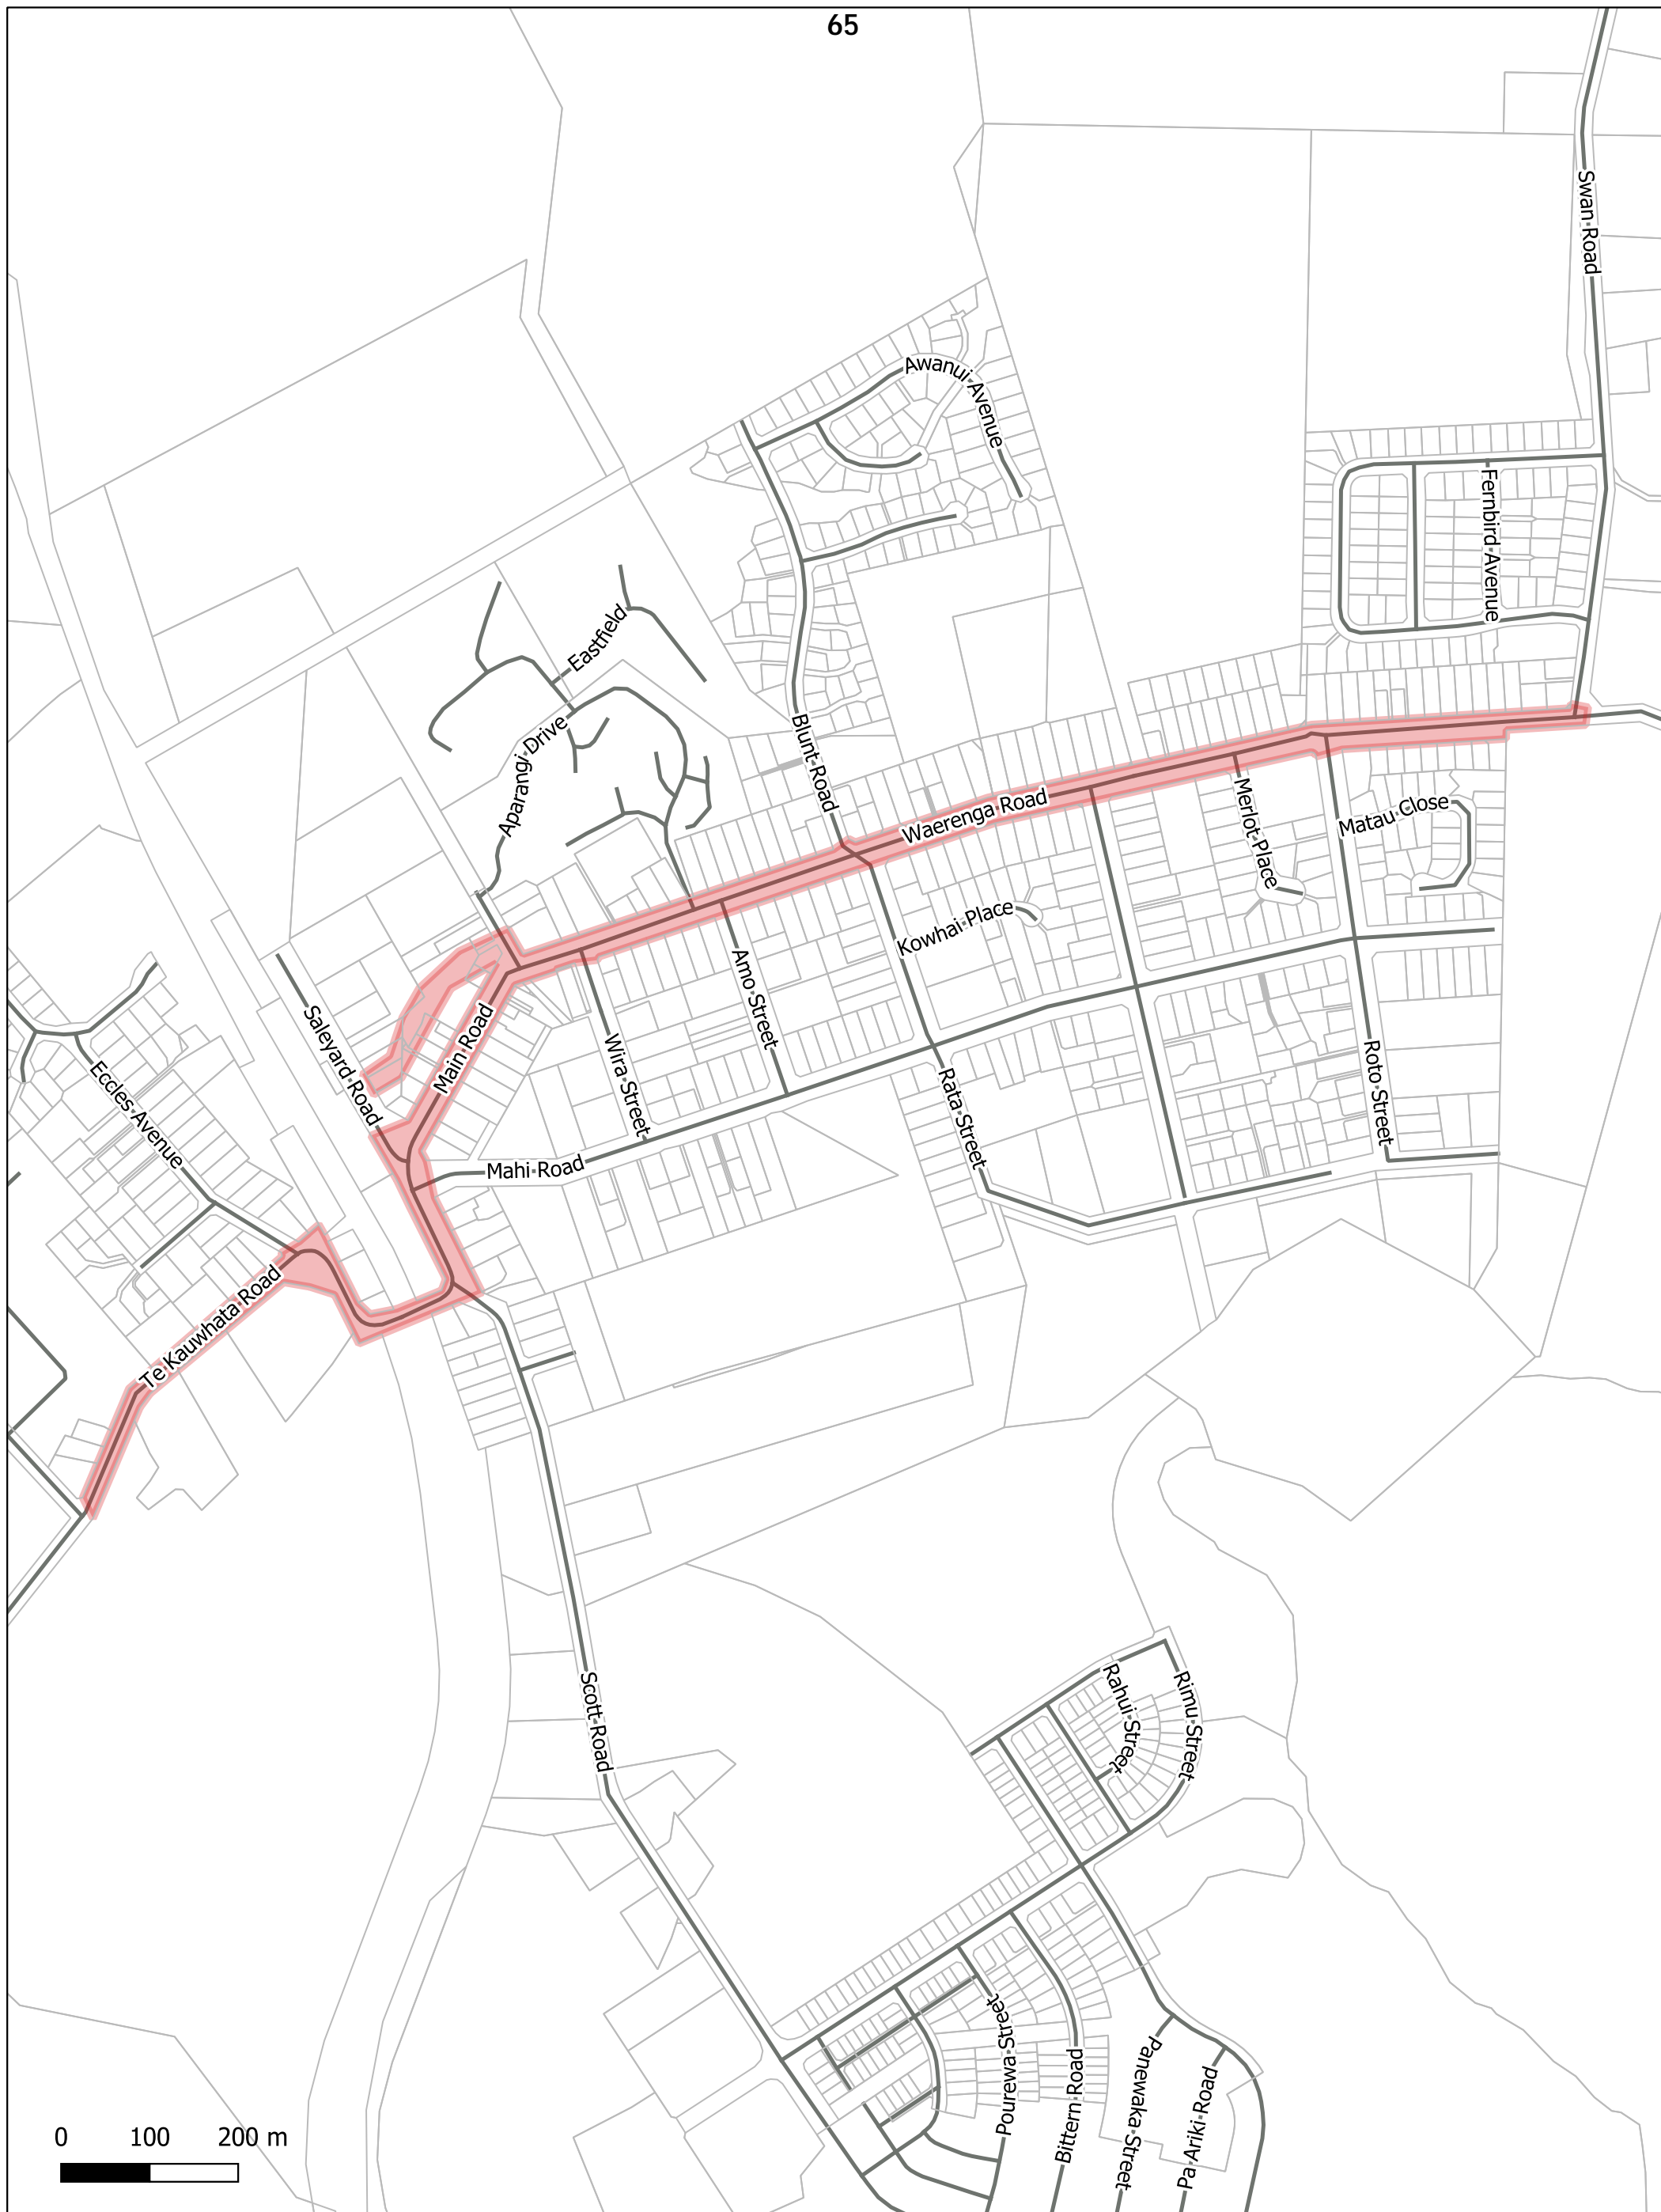 65
Swan Road
Awanui Avenue
Fernbird Avenue
Eastfield
Aparangi Drive
Blunt Road
Waerenga Road
Merlot Place
Matau Close
Kowhai Place
Amo Street
Saleyard Road
Main Road
Wira Street
Eccles Avenue
Rata Street
Roto Street
Mahi Road
Te Kauwhata Road
Scott Road
Rahui Street
Rimu Street
Pourewa Street
Bittern Road
Panewaka Street
Pa Ariki Road
0 100 200 m